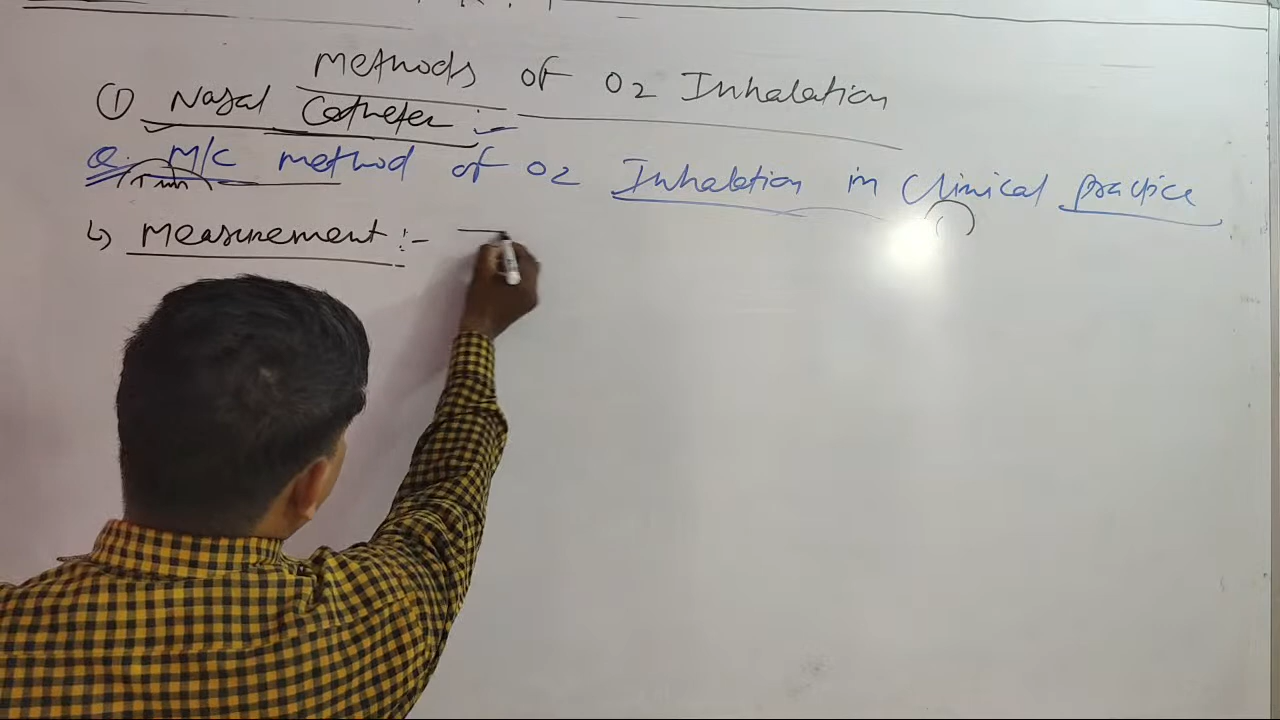 Methods of O2 Inhalation
① Nasal Catheter :-
Q. M/C method of O2 Inhalation in Clinical practice
↳ Measurement :-